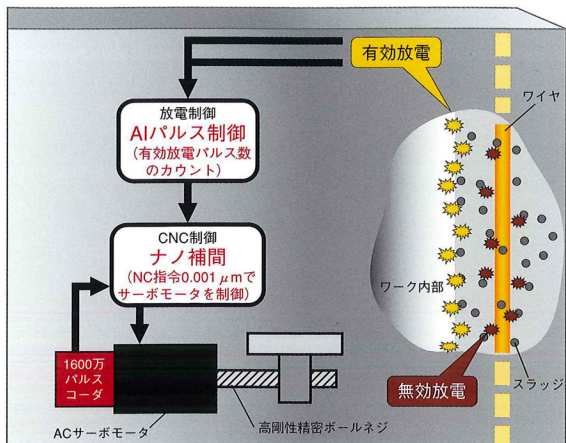 有効放電
放電制御
AIパルス制御
(有効放電パルス数
のカウント)
ワイヤ
CNC制御
ナノ補間
(NC指令0.001μmで
サーボモータを制御)
ワーク内部
1600万
パルス
コーダ
無効放電
スラッジ
ACサーボモータ
高剛性精密ボールネジ